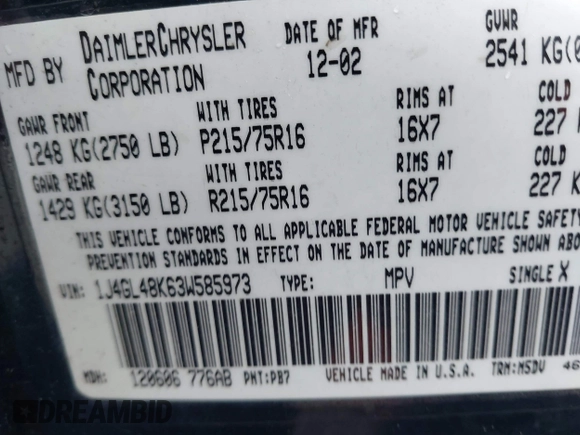 MFD BY DAIMLERCHRYSLER CORPORATION DATE OF MFR 12-02 GVWR 2541 KG(
GAWR FRONT WITH TIRES RIMS AT COLD
1248 KG(2750 LB) P215/75R16 16X7 227 K
GAWR REAR WITH TIRES RIMS AT COLD
1429 KG(3150 LB) R215/75R16 16X7 227 K
THIS VEHICLE CONFORMS TO ALL APPLICABLE FEDERAL MOTOR VEHICLE SAFETY
PREVENTION STANDARDS IN EFFECT ON THE DATE OF MANUFACTURE SHOWN ABOVE.
VIN: 1J4GL48K63W585973 TYPE: MPV SINGLE X
MDH: 120606 776AB PNT:PB7 VEHICLE MADE IN U.S.A. TRM:M5DV 46
DREAMBID